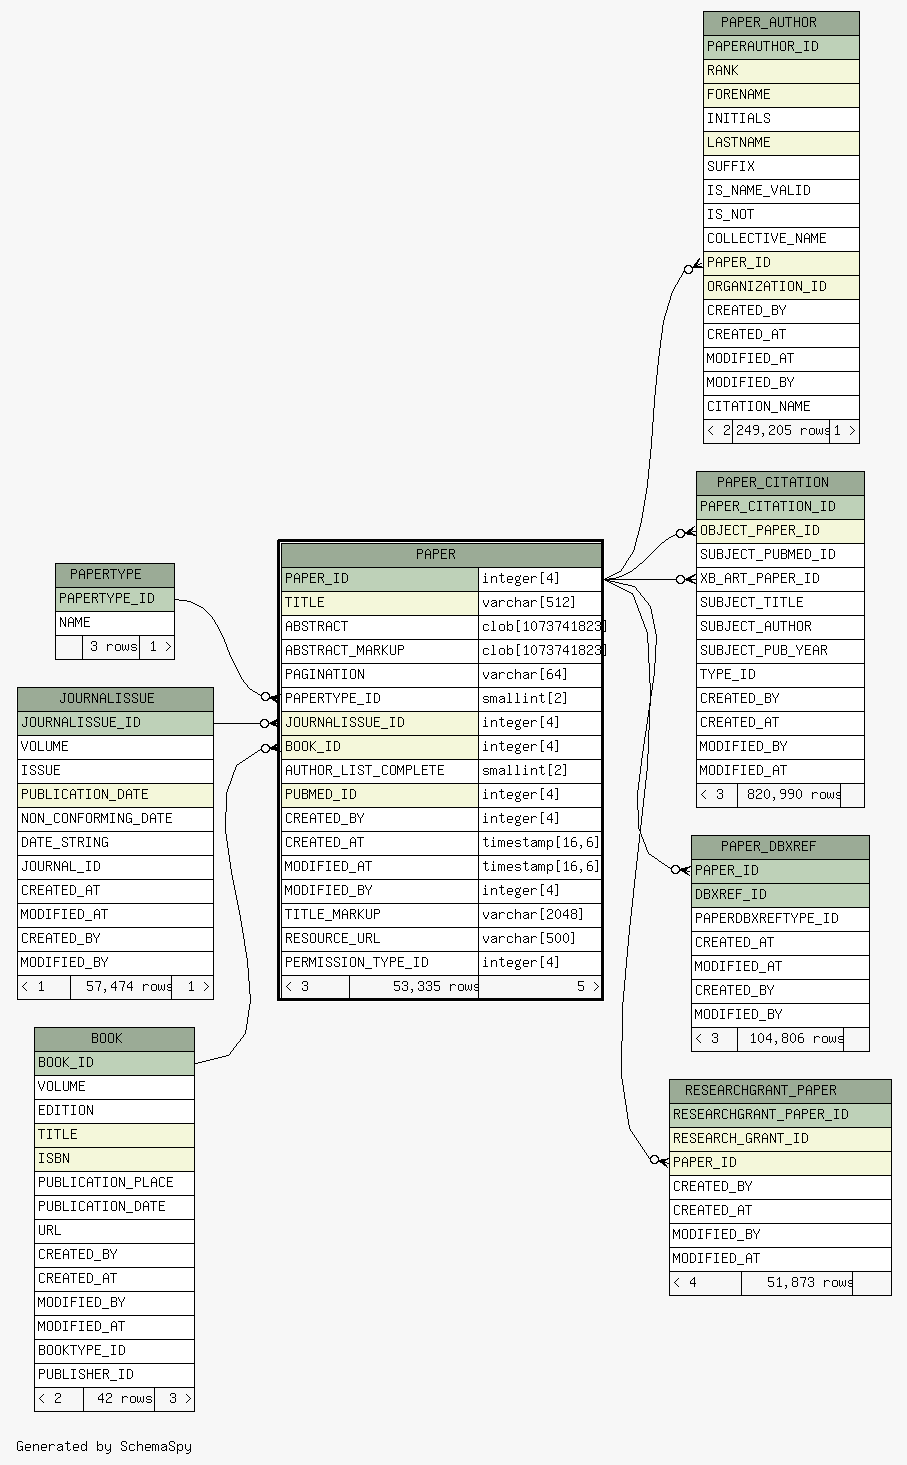 PAPER_AUTHOR
PAPERAUTHOR_ID
RANK
FORENAME
INITIALS
LASTNAME
SUFFIX
IS_NAME_VALID
IS_NOT
COLLECTIVE_NAME
PAPER_ID
ORGANIZATION_ID
CREATED_BY
CREATED_AT
MODIFIED_AT
MODIFIED_BY
CITATION_NAME
< 2 249,205 rows 1 >
PAPER_CITATION
PAPER_CITATION_ID
OBJECT_PAPER_ID
SUBJECT_PUBMED_ID
XB_ART_PAPER_ID
SUBJECT_TITLE
SUBJECT_AUTHOR
SUBJECT_PUB_YEAR
TYPE_ID
CREATED_BY
CREATED_AT
MODIFIED_BY
MODIFIED_AT
< 3 820,990 rows
PAPER
PAPER_ID integer[4]
TITLE varchar[512]
ABSTRACT clob[1073741823]
ABSTRACT_MARKUP clob[1073741823]
PAGINATION varchar[64]
PAPERTYPE_ID smallint[2]
JOURNALISSUE_ID integer[4]
BOOK_ID integer[4]
AUTHOR_LIST_COMPLETE smallint[2]
PUBMED_ID integer[4]
CREATED_BY integer[4]
CREATED_AT timestamp[16,6]
MODIFIED_AT timestamp[16,6]
MODIFIED_BY integer[4]
TITLE_MARKUP varchar[2048]
RESOURCE_URL varchar[500]
PERMISSION_TYPE_ID integer[4]
< 3 53,335 rows 5 >
PAPERTYPE
PAPERTYPE_ID
NAME
3 rows 1 >
JOURNALISSUE
JOURNALISSUE_ID
VOLUME
ISSUE
PUBLICATION_DATE
NON_CONFORMING_DATE
DATE_STRING
JOURNAL_ID
CREATED_AT
MODIFIED_AT
CREATED_BY
MODIFIED_BY
< 1 57,474 rows 1 >
PAPER_DBXREF
PAPER_ID
DBXREF_ID
PAPERDBXREFTYPE_ID
CREATED_AT
MODIFIED_AT
CREATED_BY
MODIFIED_BY
< 3 104,806 rows
BOOK
BOOK_ID
VOLUME
EDITION
TITLE
ISBN
PUBLICATION_PLACE
PUBLICATION_DATE
URL
CREATED_BY
CREATED_AT
MODIFIED_BY
MODIFIED_AT
BOOKTYPE_ID
PUBLISHER_ID
< 2 42 rows 3 >
RESEARCHGRANT_PAPER
RESEARCHGRANT_PAPER_ID
RESEARCH_GRANT_ID
PAPER_ID
CREATED_BY
CREATED_AT
MODIFIED_BY
MODIFIED_AT
< 4 51,873 rows
Generated by SchemaSpy